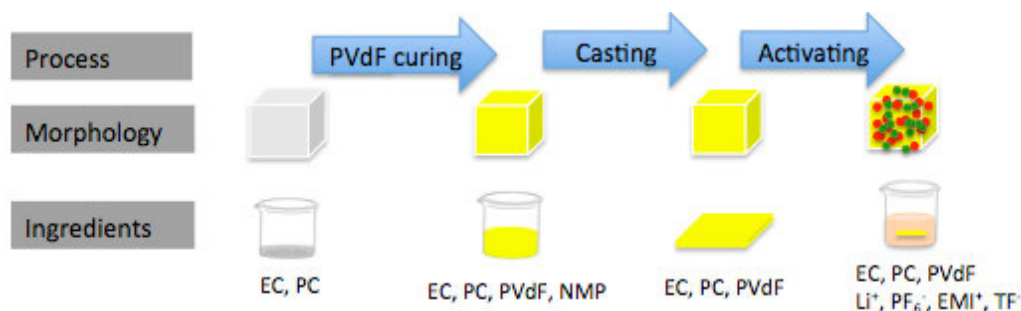 Process
PVdF curing
Casting
Activating
Morphology
Ingredients
EC, PC
EC, PC, PVdF, NMP
EC, PC, PVdF
EC, PC, PVdF
Li⁺, PF₆⁻, EMI⁺, TF⁻